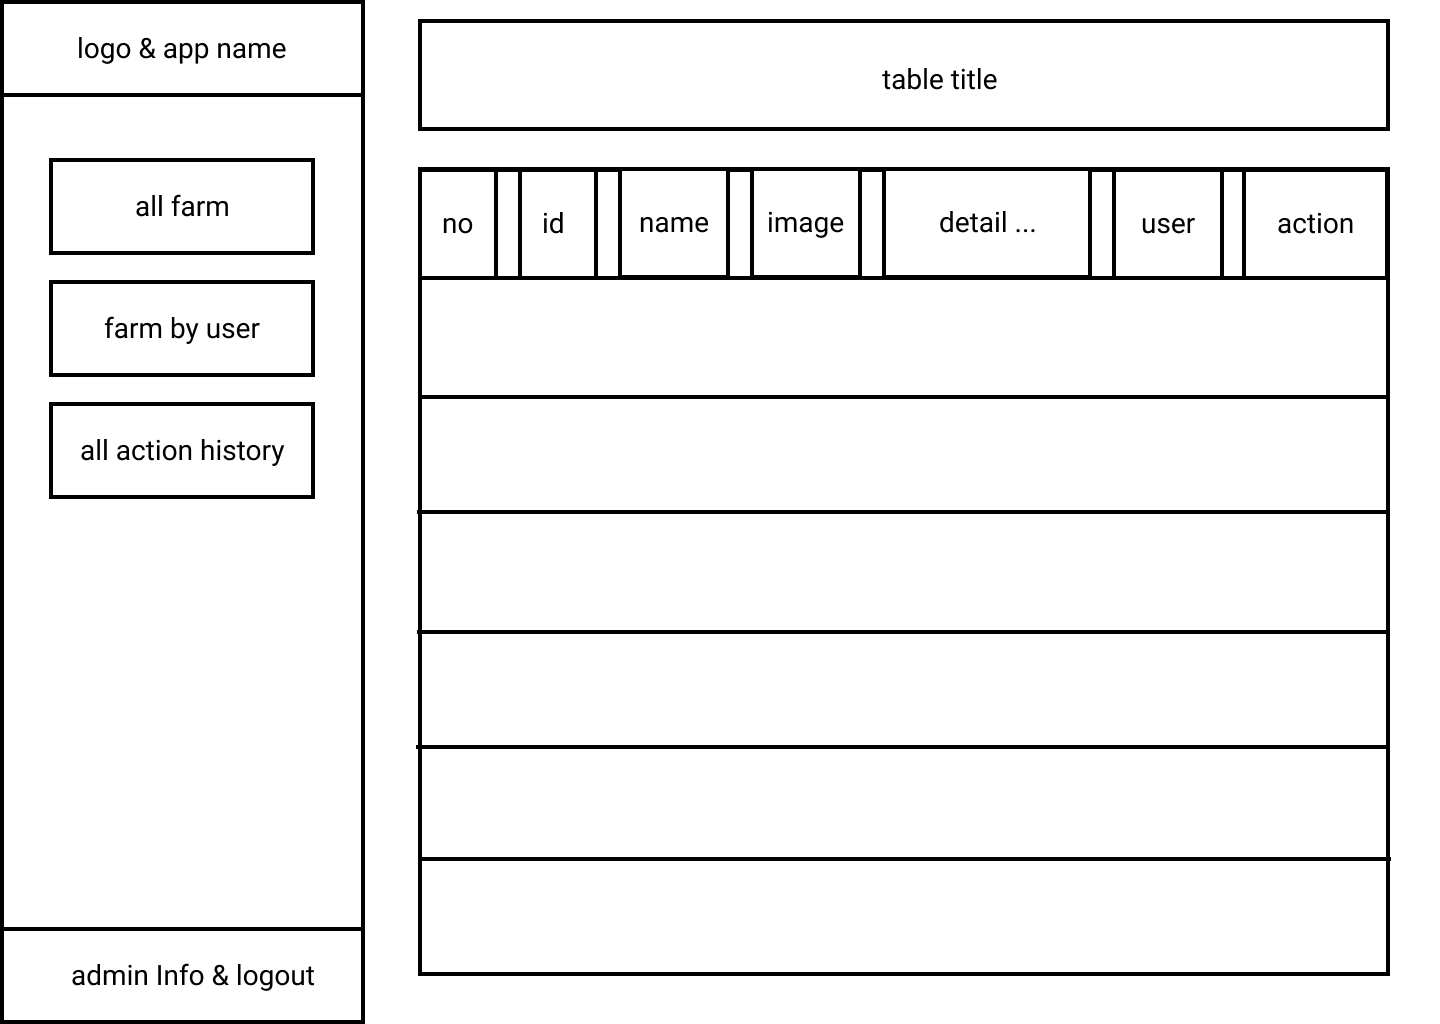 logo & app name
all farm
farm by user
all action history
admin Info & logout
table title
no id name image detail ... user action